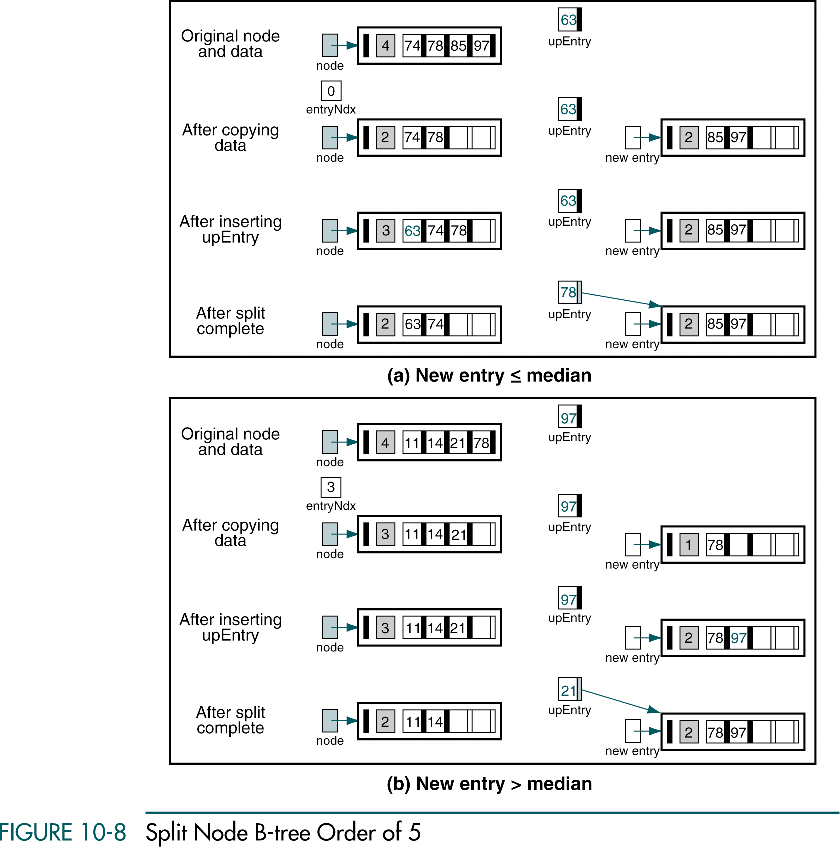 Original node
and data
node
4 74 78 85 97
63
upEntry
0
entryNdx
After copying
data
node
2 74 78
63
upEntry
new entry
2 85 97
After inserting
upEntry
node
3 63 74 78
63
upEntry
new entry
2 85 97
After split
complete
node
2 63 74
78
upEntry
new entry
2 85 97
(a) New entry ≤ median
Original node
and data
node
4 11 14 21 78
97
upEntry
3
entryNdx
After copying
data
node
3 11 14 21
97
upEntry
new entry
1 78
After inserting
upEntry
node
3 11 14 21
97
upEntry
new entry
2 78 97
After split
complete
node
2 11 14
21
upEntry
new entry
2 78 97
(b) New entry > median
FIGURE 10-8 Split Node B-tree Order of 5